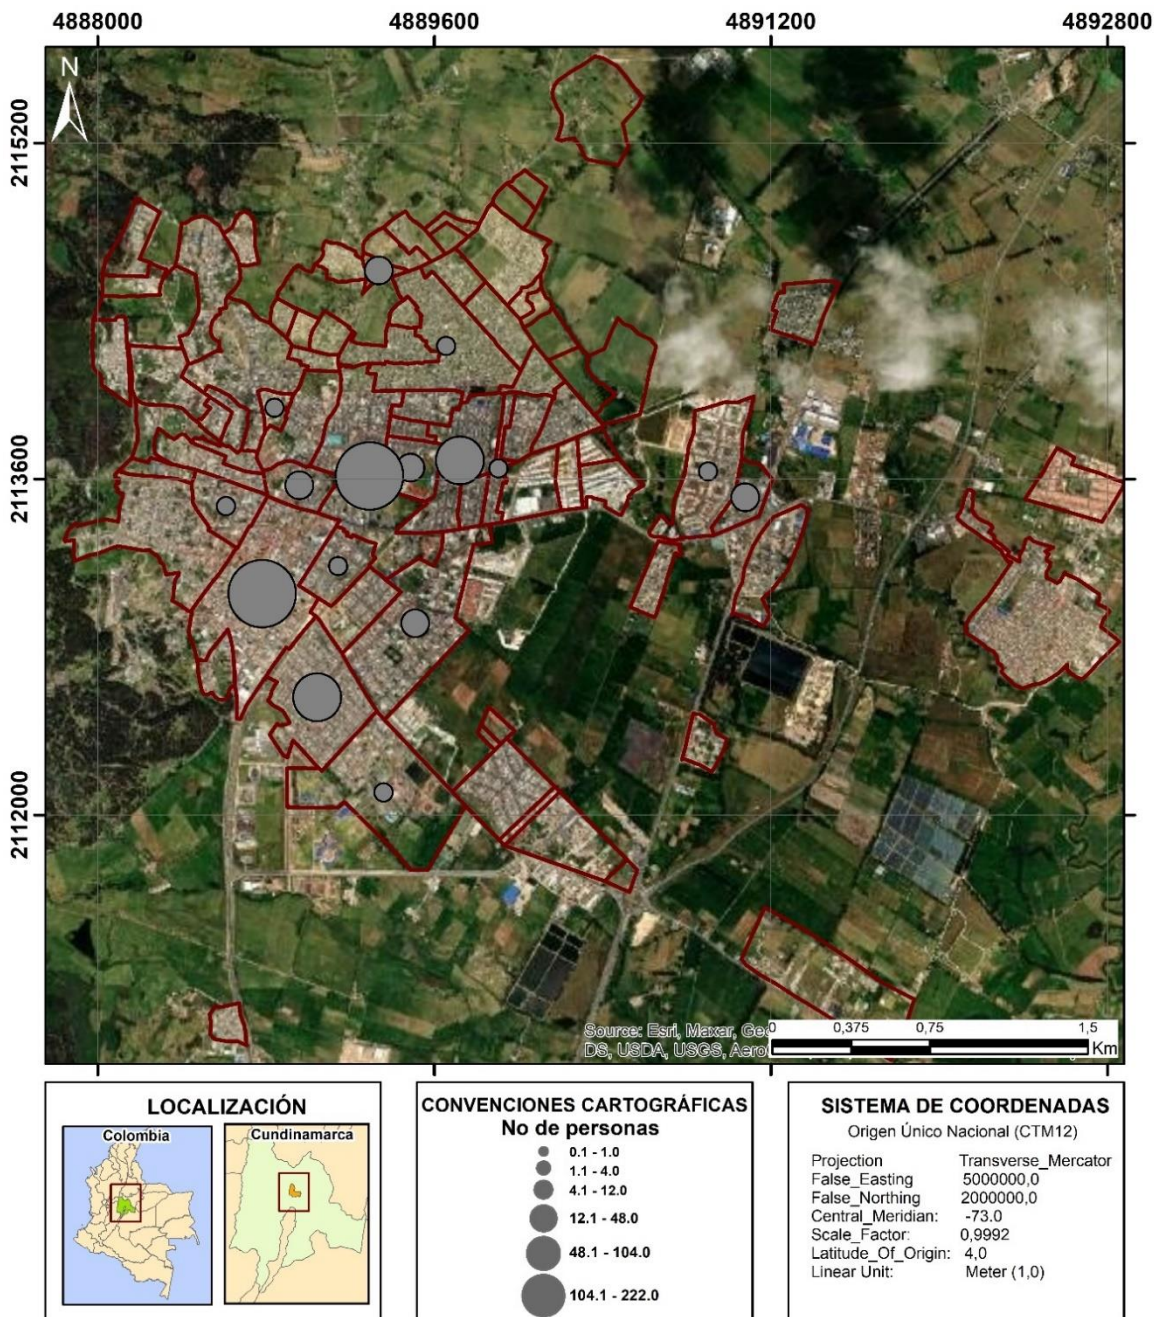 4888000 4889600 4891200 4892800
N
2115200
2113600
2112000
Source: Esri, Maxar, Geo
DS, USDA, USGS, Aero
0 0,375 0,75 1,5
Km
LOCALIZACIÓN
Colombia
Cundinamarca
CONVENCIONES CARTOGRÁFICAS
No de personas
0.1 - 1.0
1.1 - 4.0
4.1 - 12.0
12.1 - 48.0
48.1 - 104.0
104.1 - 222.0
SISTEMA DE COORDENADAS
Origen Único Nacional (CTM12)
Projection Transverse_Mercator
False_Easting 5000000,0
False_Northing 2000000,0
Central_Meridian: -73.0
Scale_Factor: 0,9992
Latitude_Of_Origin: 4,0
Linear Unit: Meter (1,0)